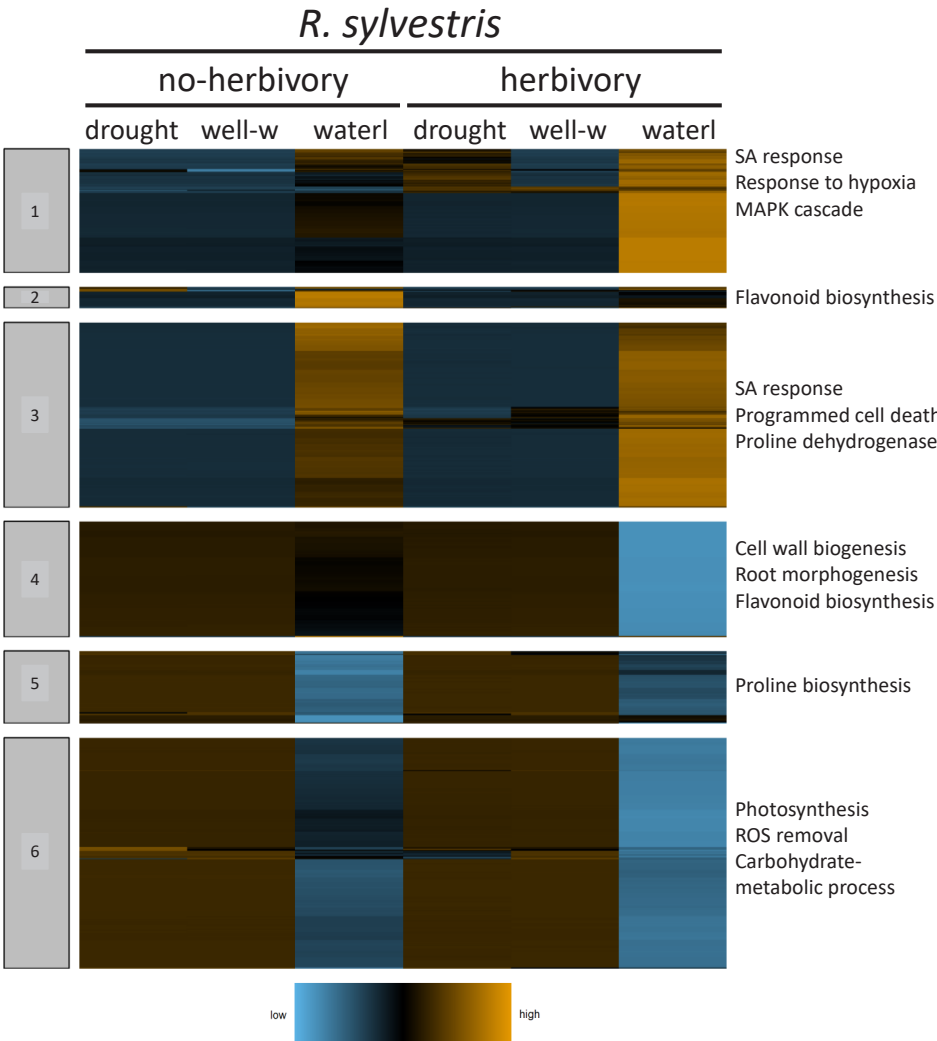 R. sylvestris
no-herbivory herbivory
drought well-w waterl drought well-w waterl
1
SA response
Response to hypoxia
MAPK cascade
2
Flavonoid biosynthesis
3
SA response
Programmed cell death
Proline dehydrogenase
4
Cell wall biogenesis
Root morphogenesis
Flavonoid biosynthesis
5
Proline biosynthesis
6
Photosynthesis
ROS removal
Carbohydrate-
metabolic process
low high